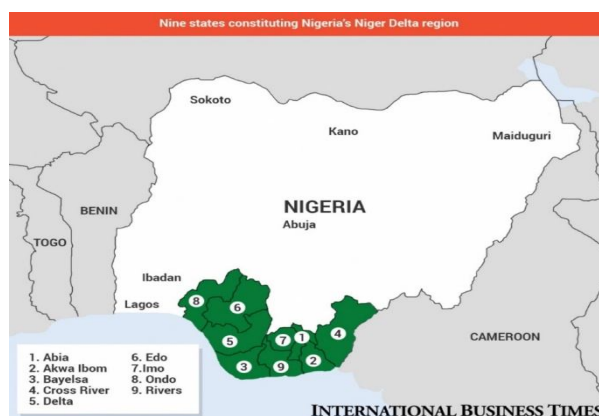 Nine states constituting Nigeria's Niger Delta region
Sokoto
Kano
Maiduguri
BENIN
NIGERIA
Abuja
TOGO
Ibadan
Lagos
8
6
5
7
1
4
3
9
2
CAMEROON
1. Abia
2. Akwa Ibom
3. Bayelsa
4. Cross River
5. Delta
6. Edo
7.Imo
8. Ondo
9. Rivers
INTERNATIONAL BUSINESS TIMES